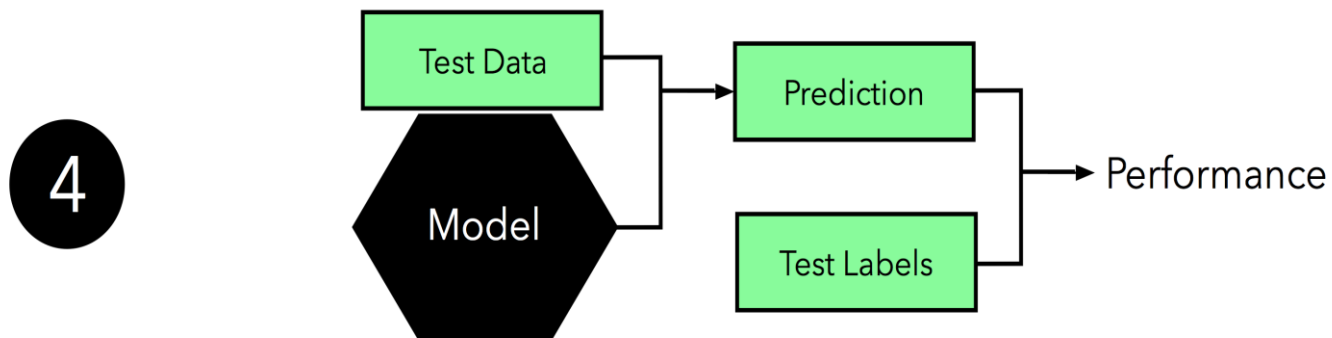 4
Test Data
Model
Prediction
Test Labels
Performance